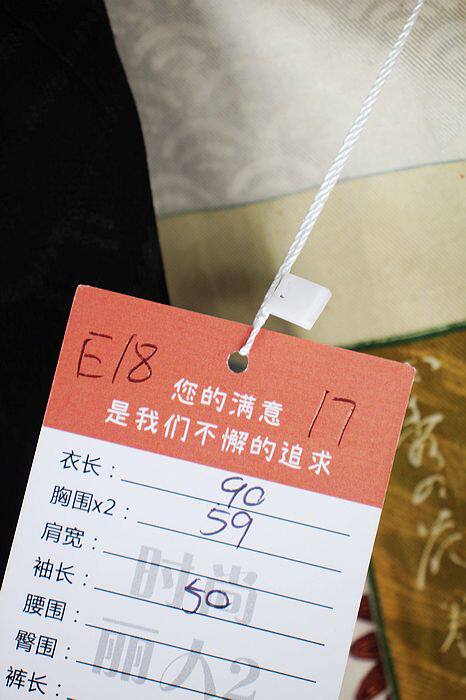 E18
17
您的满意
是我们不懈的追求
衣长：90
胸围x2：59
肩宽：
袖长：50
腰围：
臀围：
裤长：
时尚
丽人2